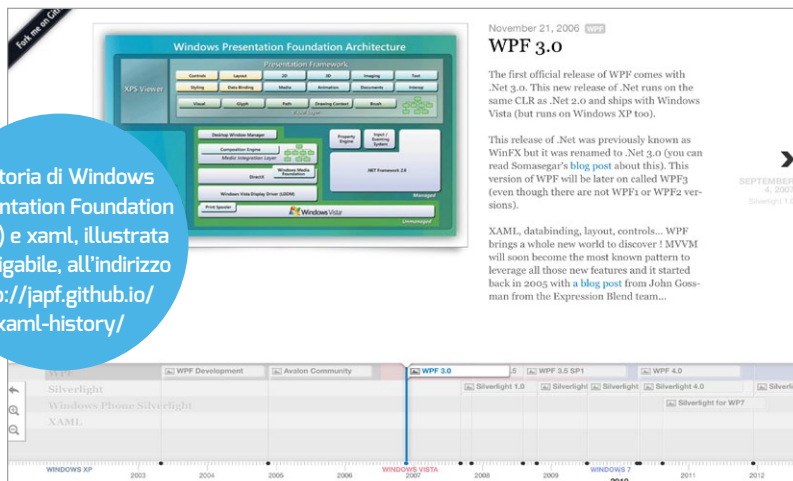 Fork me on Git
Windows Presentation Foundation Architecture
Presentation Framework
XPS Viewer
Controls
Layout
2D
3D
Imaging
Text
Styling
Data Binding
Media
Animation
Documents
Interop
Visual
Glyph
Path
Drawing Context
Brush
Visual Layer
Desktop Window Manager
Composition Engine
Media Integration Layer
DirectX
Windows Media
Foundation
Windows Vista Display Driver (LDDM)
Property
Engine
Input /
Eventing
System
.NET Framework 2.0
Managed
Print Spooler
Windows Vista
Unmanaged
November 21, 2006 WPF
WPF 3.0
The first official release of WPF comes with
.Net 3.0. This new release of .Net runs on the
same CLR as .Net 2.0 and ships with Windows
Vista (but runs on Windows XP too).
This release of .Net was previously known as
WinFX but it was renamed to .Net 3.0 (you can
read Somasegar's blog post about this). This
version of WPF will be later on called WPF3
(even though there are not WPF1 or WPF2 ver-
sions).
XAML, databinding, layout, controls... WPF
brings a whole new world to discover ! MVVM
will soon become the most known pattern to
leverage all those new features and it started
back in 2005 with a blog post from John Goss-
man from the Expression Blend team...
SEPTEMBER
4, 2007
Silverlight 1.0
toria di Windows
entation Foundation
) e xaml, illustrata
igabile, all'indirizzo
p://japf.github.io/
xaml-history/
WPF
WPF Development
Avalon Community
WPF 3.0
.5
WPF 3.5 SP1
WPF 4.0
Silverlight
Silverlight 1.0
Silverlight
Silverlight
Silverlight 4.0
Silverli
Windows Phone Silverlight
Silverlight for WP7
XAML
WINDOWS XP
WINDOWS VISTA
WINDOWS 7
2003
2004
2005
2006
2007
2008
2009
2010
2011
2012